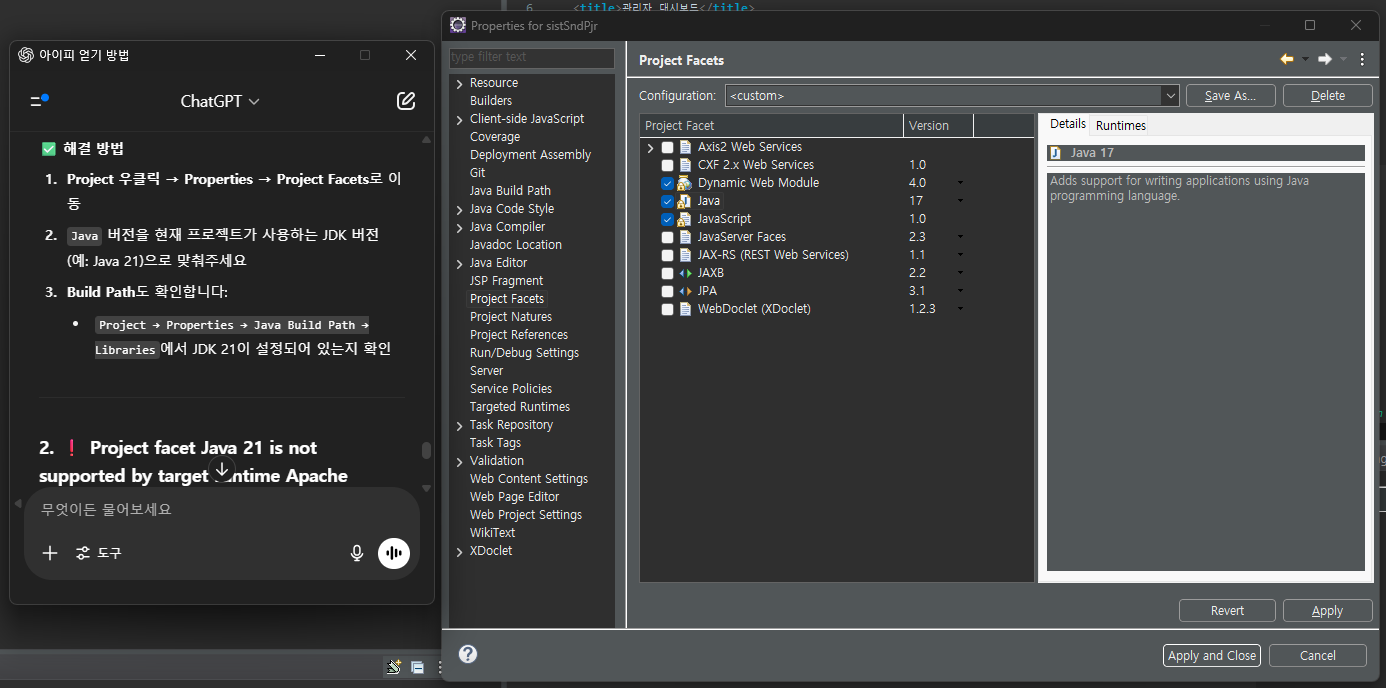 6 <title>관리자 대시보드</title>
아이피 얻기 방법
ChatGPT
✅ 해결 방법
1. Project 우클릭 → Properties → Project Facets로 이
동
2. Java 버전을 현재 프로젝트가 사용하는 JDK 버전
(예: Java 21)으로 맞춰주세요
3. Build Path도 확인합니다:
• Project → Properties → Java Build Path →
Libraries에서 JDK 21이 설정되어 있는지 확인
2. ❗ Project facet Java 21 is not
supported by target runtime Apache
무엇이든 물어보세요
도구
Properties for sistSndPjr
type filter text
Resource
Builders
Client-side JavaScript
Coverage
Deployment Assembly
Git
Java Build Path
Java Code Style
Java Compiler
Javadoc Location
Java Editor
JSP Fragment
Project Facets
Project Natures
Project References
Run/Debug Settings
Server
Service Policies
Targeted Runtimes
Task Repository
Task Tags
Validation
Web Content Settings
Web Page Editor
Web Project Settings
WikiText
XDoclet
Project Facets
Configuration: <custom> Save As... Delete
Project Facet Version
Axis2 Web Services
CXF 2.x Web Services 1.0
Dynamic Web Module 4.0
Java 17
JavaScript 1.0
JavaServer Faces 2.3
JAX-RS (REST Web Services) 1.1
JAXB 2.2
JPA 3.1
WebDoclet (XDoclet) 1.2.3
Details Runtimes
Java 17
Adds support for writing applications using Java
programming language.
Revert Apply
Apply and Close Cancel